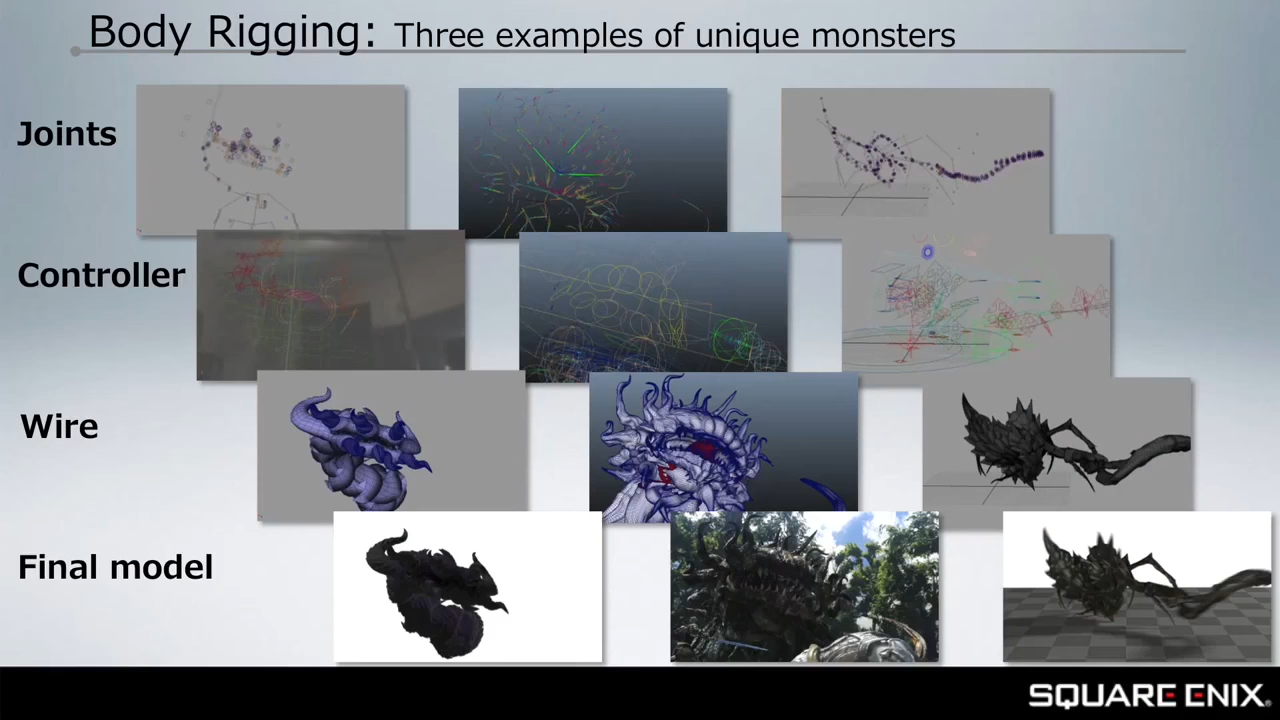 Body Rigging: Three examples of unique monsters
Joints
Controller
Wire
Final model
SQUARE ENIX®